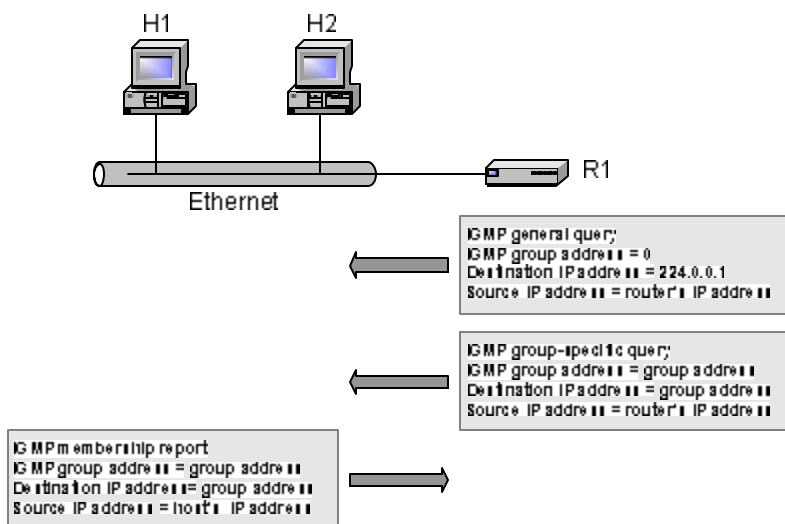 H1
H2
R1
Ethernet
IGMP general query
IGMP group address = 0
Destination IP address = 224.0.0.1
Source IP address = router's IP address
IGMP group-specific query
IGMP group address = group address
Destination IP address = group address
Source IP address = router's IP address
IGMP membership report
IGMP group address = group address
Destination IP address= group address
Source IP address = host's IP address